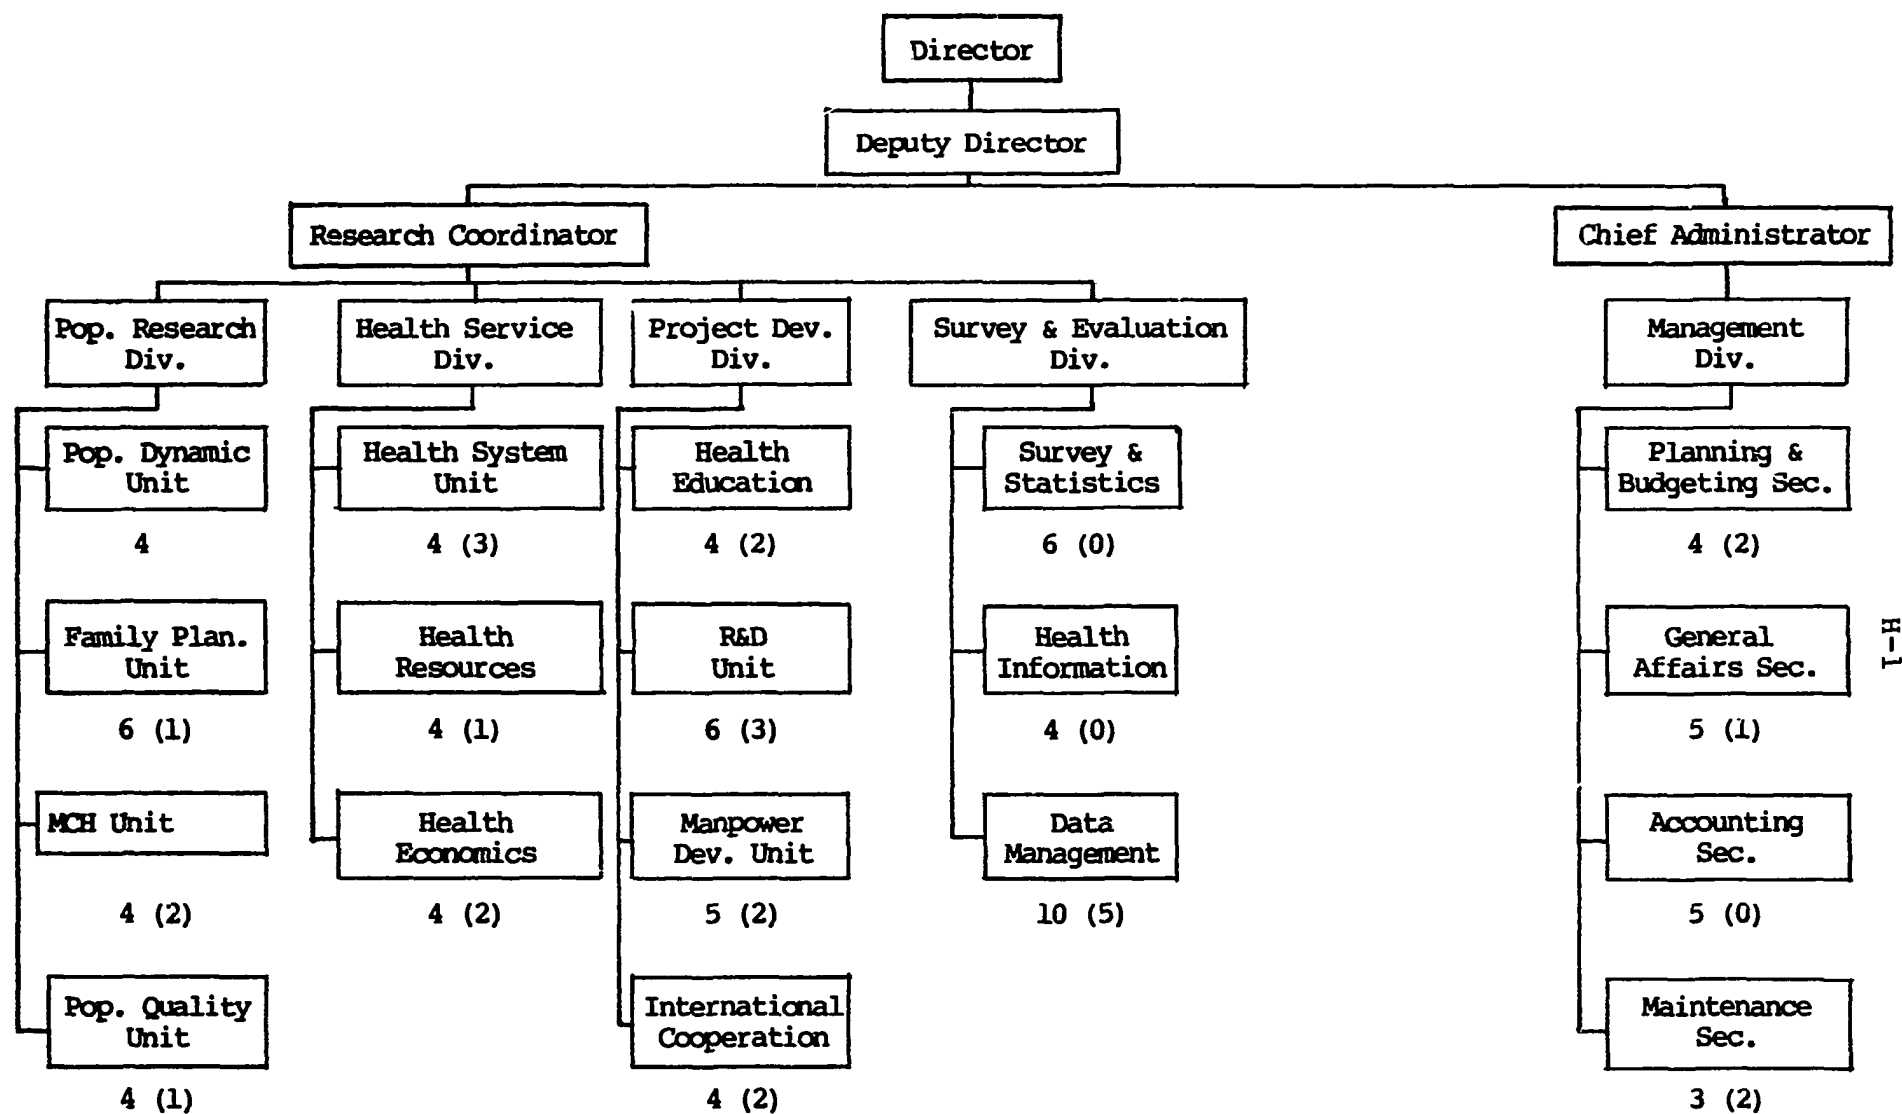 Director
Deputy Director
Research Coordinator
Chief Administrator
Pop. Research
Div.
Health Service
Div.
Project Dev.
Div.
Survey & Evaluation
Div.
Management
Div.
Pop. Dynamic
Unit
4
Family Plan.
Unit
6 (1)
MCH Unit
4 (2)
Pop. Quality
Unit
4 (1)
Health System
Unit
4 (3)
Health
Resources
4 (1)
Health
Economics
4 (2)
Health
Education
4 (2)
R&D
Unit
6 (3)
Manpower
Dev. Unit
5 (2)
International
Cooperation
4 (2)
Survey &
Statistics
6 (0)
Health
Information
4 (0)
Data
Management
10 (5)
Planning &
Budgeting Sec.
4 (2)
General
Affairs Sec.
5 (1)
Accounting
Sec.
5 (0)
Maintenance
Sec.
3 (2)
H-1